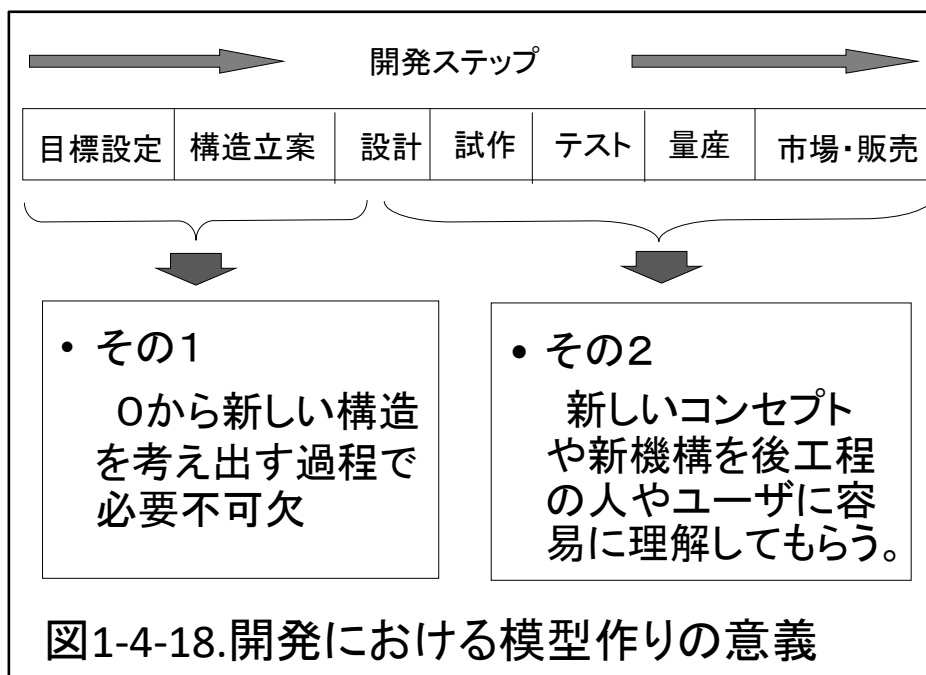 開発ステップ
目標設定 構造立案 設計 試作 テスト 量産 市場・販売
• その1
0から新しい構造
を考え出す過程で
必要不可欠
• その2
新しいコンセプト
や新機構を後工程
の人やユーザに容
易に理解してもらう。
図1-4-18.開発における模型作りの意義